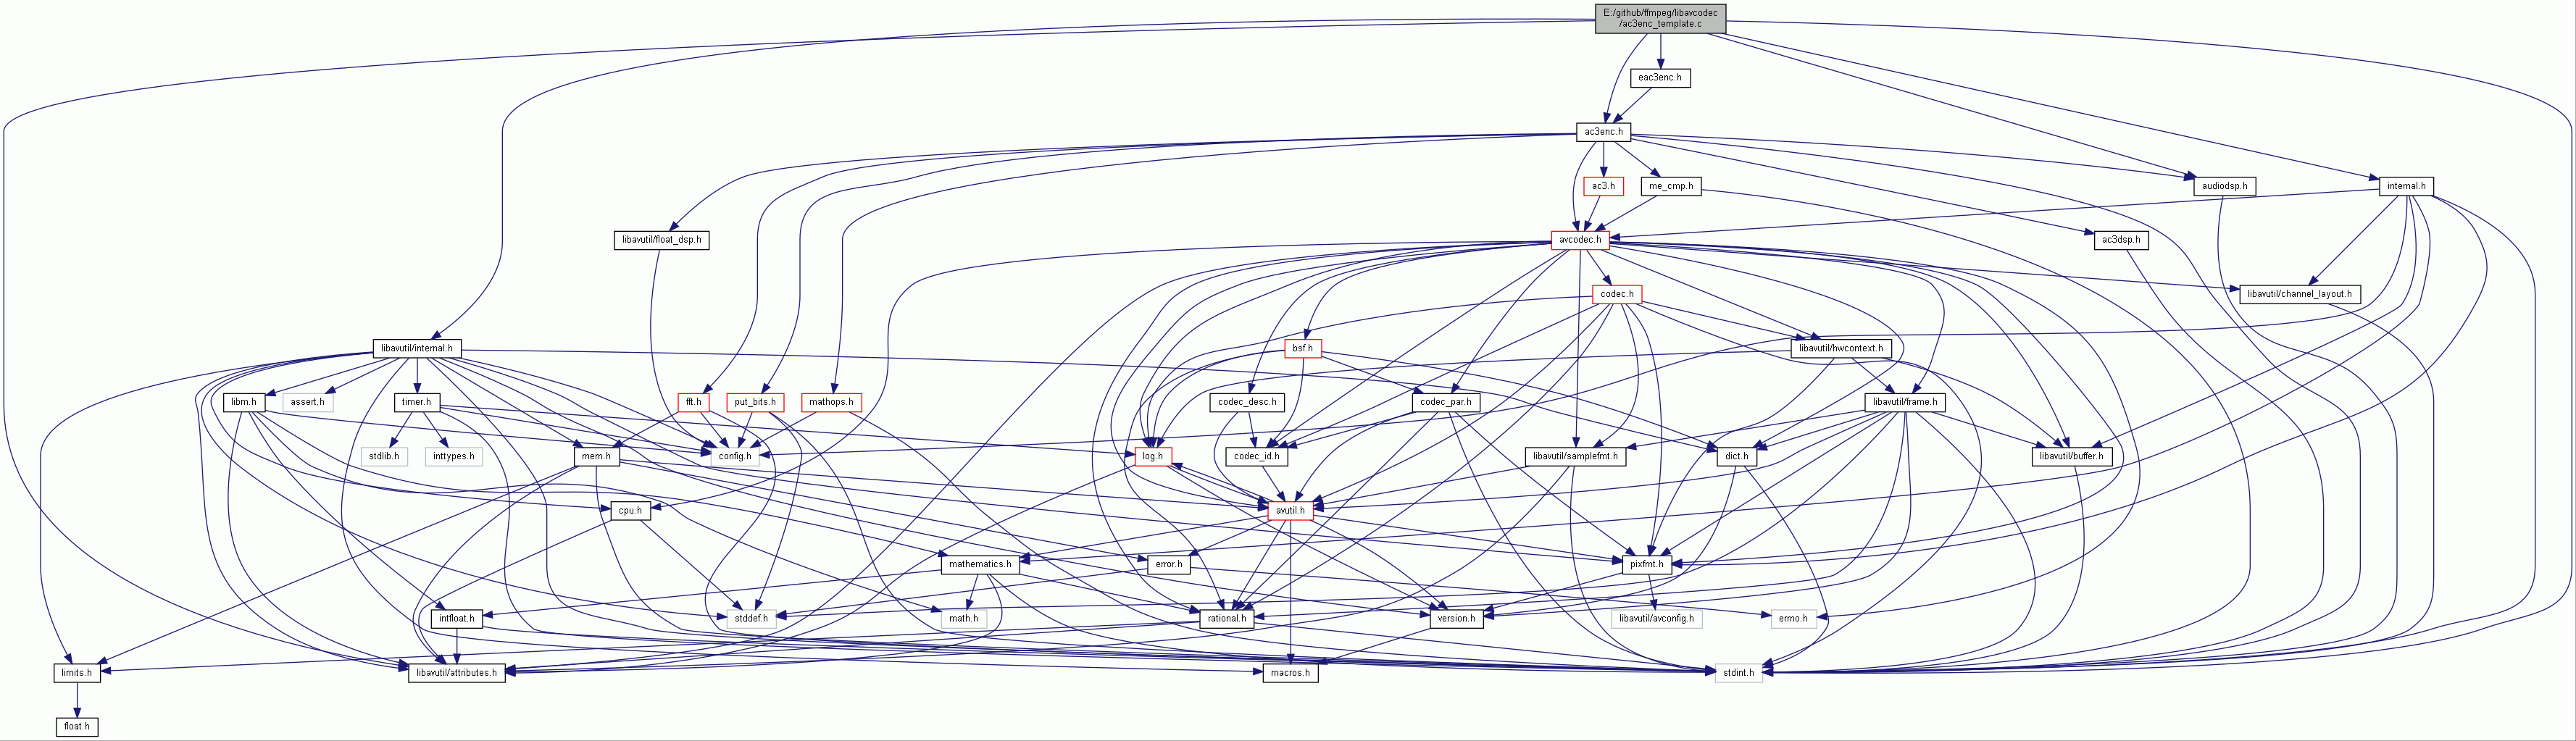 E:/github/ffmpeg/libavcodec
/ac3enc_template.c
eac3enc.h
ac3enc.h
ac3.h
me_cmp.h
audiodsp.h
internal.h
libavutil/float_dsp.h
avcodec.h
ac3dsp.h
codec.h
libavutil/channel_layout.h
libavutil/internal.h
bsf.h
libavutil/hwcontext.h
libm.h
assert.h
timer.h
fft.h
put_bits.h
mathops.h
codec_desc.h
codec_par.h
libavutil/frame.h
stdlib.h
inttypes.h
mem.h
config.h
log.h
codec_id.h
libavutil/samplefmt.h
dict.h
libavutil/buffer.h
cpu.h
avutil.h
mathematics.h
error.h
pixfmt.h
intfloat.h
stddef.h
math.h
rational.h
version.h
libavutil/avconfig.h
errno.h
limits.h
libavutil/attributes.h
macros.h
stdint.h
float.h